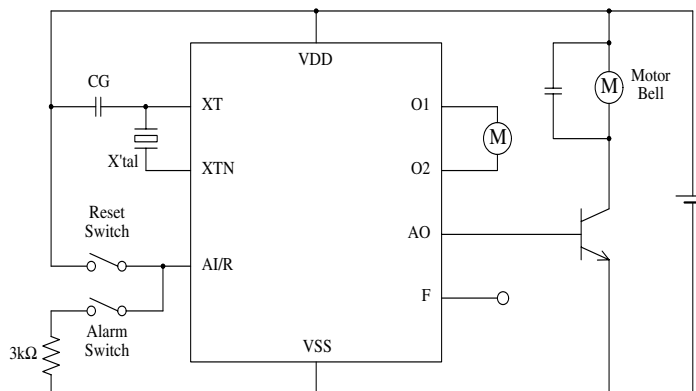 VDD
CG
XT
O1
M
Motor
Bell
M
X'tal
XTN
O2
Reset
Switch
AO
AI/R
F
Alarm
Switch
3kΩ
VSS